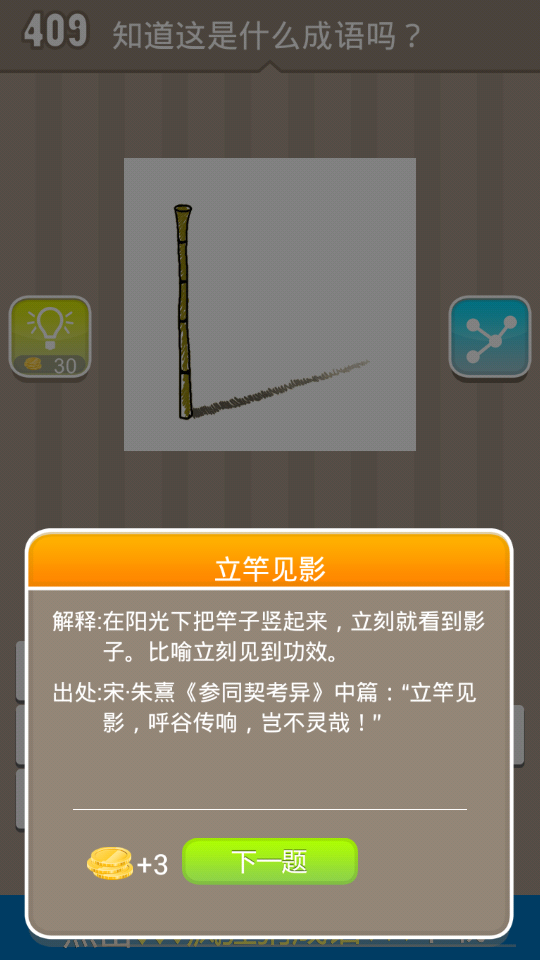 409 知道这是什么成语吗？
30
立竿见影
解释:在阳光下把竿子竖起来，立刻就看到影
子。比喻立刻见到功效。
出处:宋·朱熹《参同契考异》中篇：“立竿见
影，呼谷传响，岂不灵哉！”
+3
下一题